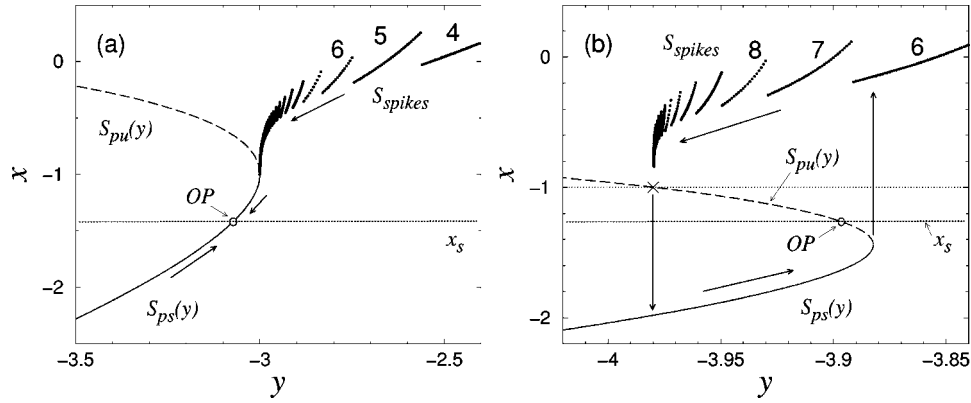 (a) 6 5 4
0
S_spikes
S_pu(y)
-1
x
OP
x_s
-2
S_ps(y)
-3.5 -3 -2.5
y
(b) S_spikes 8 7 6
0
S_pu(y)
-1
x
OP
x_s
-2
S_ps(y)
-4 -3.95 -3.9 -3.85
y